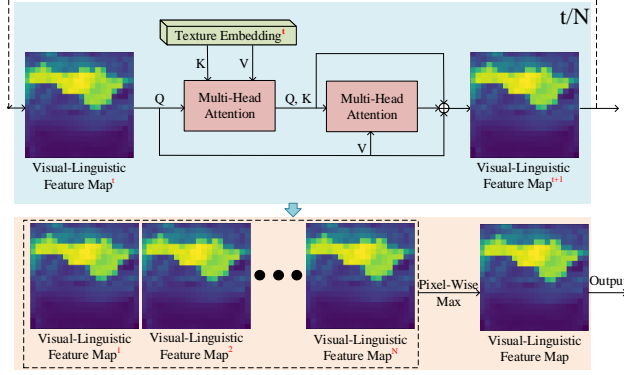 t/N
Texture Embedding^t
K
V
Q
Multi-Head
Attention
Q, K
Multi-Head
Attention
V
Visual-Linguistic
Feature Map^t
Visual-Linguistic
Feature Map^t+1
Pixel-Wise
Max
Output
Visual-Linguistic
Feature Map^1
Visual-Linguistic
Feature Map^2
Visual-Linguistic
Feature Map^N
Visual-Linguistic
Feature Map